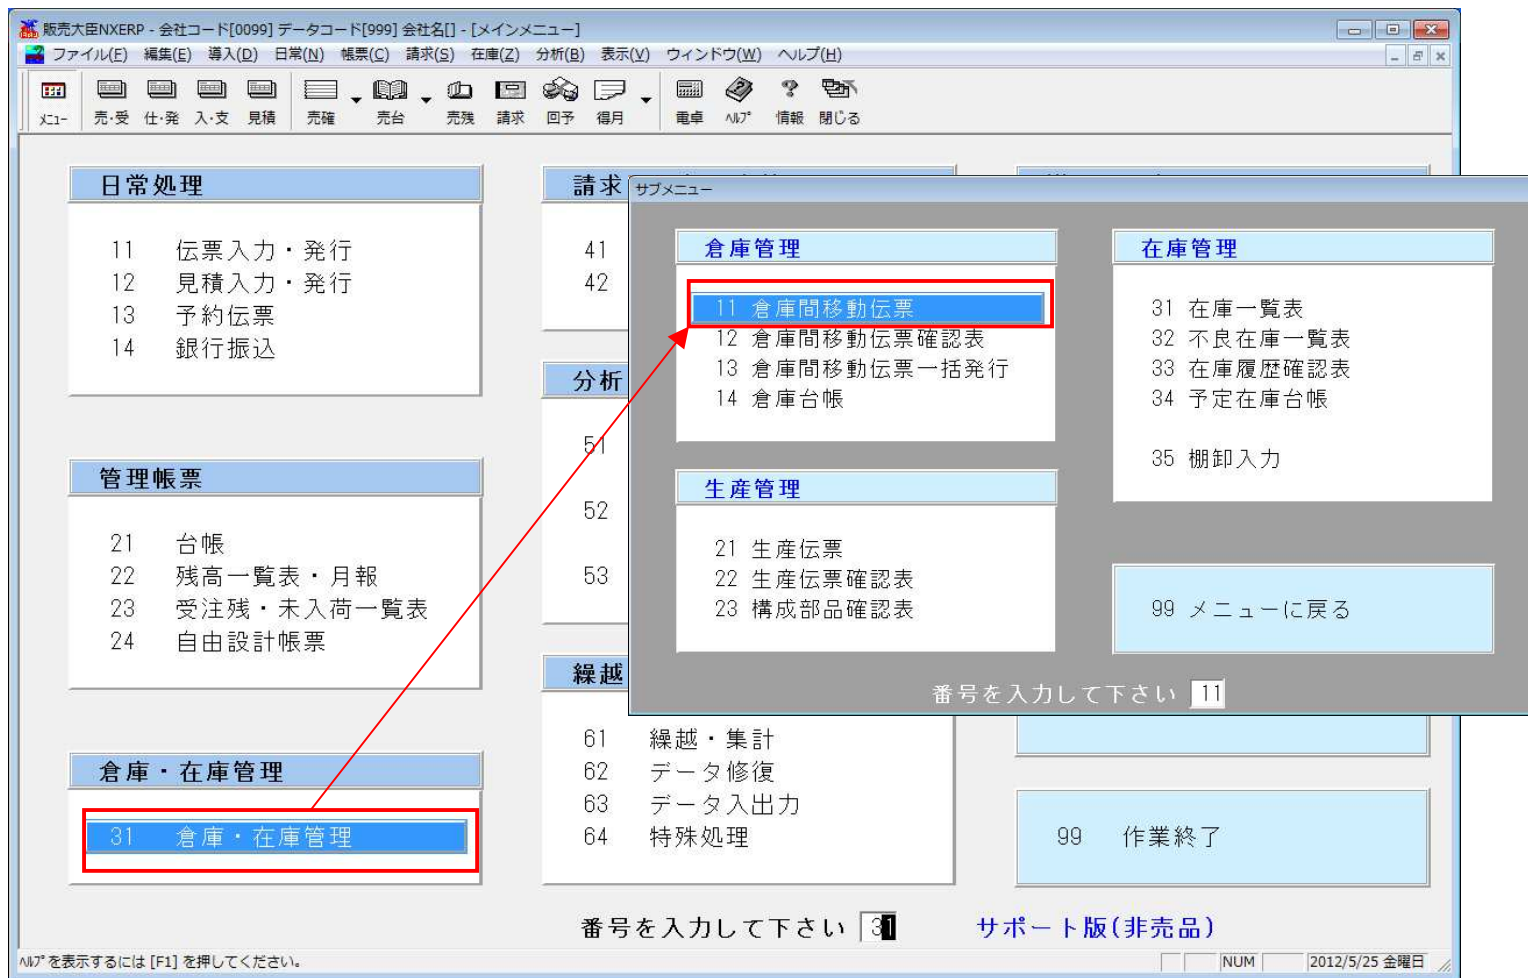 販売大臣NXERP - 会社コード[0099] データコード[999] 会社名[] - [メインメニュー]
ファイル(F) 編集(E) 導入(D) 日常(N) 帳票(C) 請求(S) 在庫(Z) 分析(B) 表示(V) ウィンドウ(W) ヘルプ(H)
ﾒﾆｭｰ 売・受 仕・発 入・支 見積 売確 売台 売残 請求 回予 得月 電卓 ﾍﾙﾌﾟ 情報 閉じる
日常処理
11 伝票入力・発行
12 見積入力・発行
13 予約伝票
14 銀行振込
管理帳票
21 台帳
22 残高一覧表・月報
23 受注残・未入荷一覧表
24 自由設計帳票
倉庫・在庫管理
31 倉庫・在庫管理
請求
41
42
分析
51
52
53
繰越
61 繰越・集計
62 データ修復
63 データ入出力
64 特殊処理
99 作業終了
サブメニュー
倉庫管理
11 倉庫間移動伝票
12 倉庫間移動伝票確認表
13 倉庫間移動伝票一括発行
14 倉庫台帳
生産管理
21 生産伝票
22 生産伝票確認表
23 構成部品確認表
在庫管理
31 在庫一覧表
32 不良在庫一覧表
33 在庫履歴確認表
34 予定在庫台帳
35 棚卸入力
99 メニューに戻る
番号を入力して下さい 11
番号を入力して下さい 31
サポート版(非売品)
ﾍﾙﾌﾟを表示するには [F1] を押してください。
NUM 2012/5/25 金曜日